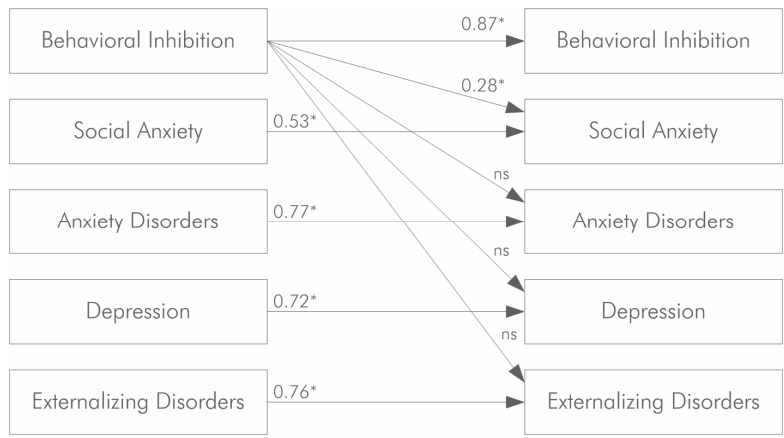 Behavioral Inhibition
0.87*
Behavioral Inhibition
0.28*
Social Anxiety
0.53*
Social Anxiety
ns
Anxiety Disorders
0.77*
Anxiety Disorders
ns
Depression
0.72*
Depression
ns
Externalizing Disorders
0.76*
Externalizing Disorders